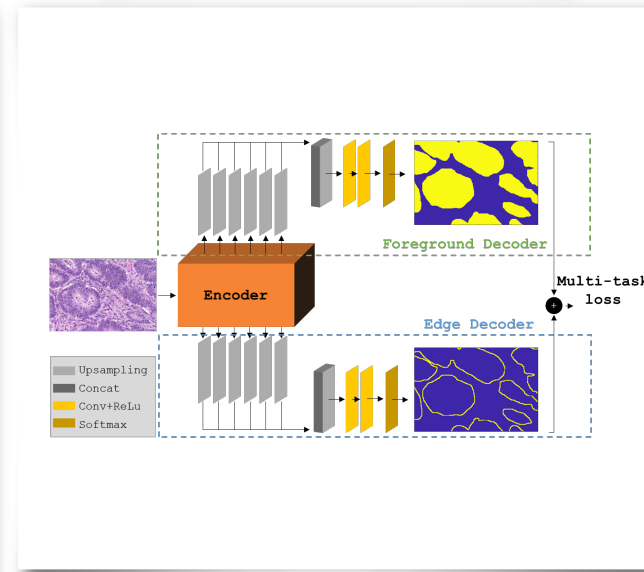 Foreground Decoder
Encoder
Multi-task
loss
+
Edge Decoder
Upsampling
Concat
Conv+ReLu
Softmax